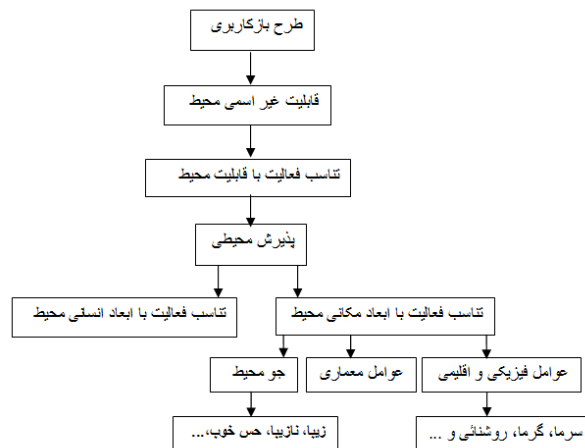 طرح بازکاربری
قابلیت غیر اسمی محیط
تناسب فعالیت با قابلیت محیط
پذیرش محیطی
تناسب فعالیت با ابعاد مکانی محیط
تناسب فعالیت با ابعاد انسانی محیط
عوامل فیزیکی و اقلیمی
عوامل معماری
جو محیط
سرما، گرما، روشنائی و ...
زیبا، نازیبا، حس خوب،...